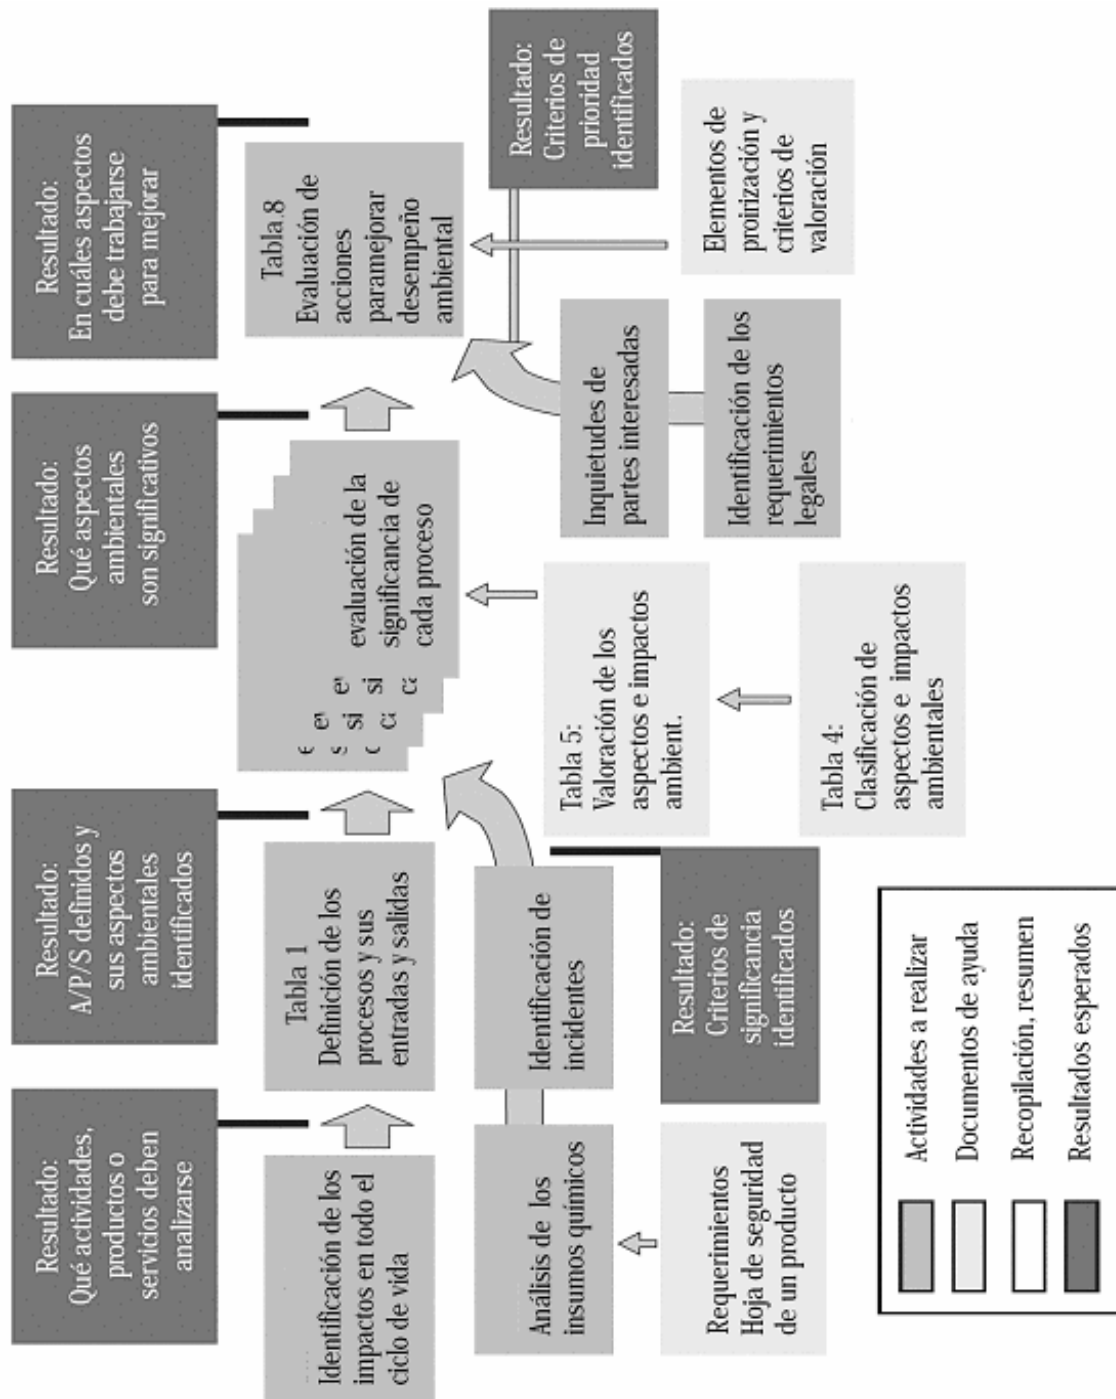 Resultado:
Qué actividades,
productos o
servicios deben
analizarse
Resultado:
A/P/S definidos y
sus aspectos
ambientales
identificados
Resultado:
Qué aspectos
ambientales
son significativos
Resultado:
En cuáles aspectos
debe trabajarse
para mejorar
Identificación de los
impactos en todo el
ciclo de vida
Tabla 1
Definición de los
procesos y sus
entradas y salidas
evaluación de la
significancia de
cada proceso
Tabla.8
Evaluación de
acciones
paramejorar
desempeño
ambiental
Análisis de los
insumos químicos
Identificación de
incidentes
Tabla 5:
Valoración de los
aspectos e impactos
ambient.
Inquietudes de
partes interesadas
Resultado:
Criterios de
prioridad
identificados
Requerimientos
Hoja de seguridad
de un producto
Resultado:
Criterios de
significancia
identificados
Tabla 4:
Clasificación de
aspectos e impactos
ambientales
Identificación de los
requerimientos
legales
Elementos de
proirización y
criterios de
valoración
Actividades a realizar
Documentos de ayuda
Recopilación, resumen
Resultados esperados